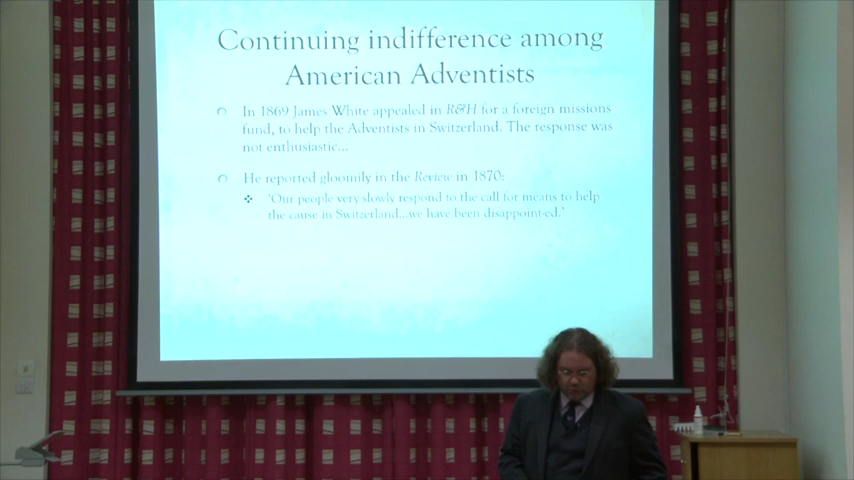 Continuing indifference among
American Adventists
In 1869 James White appealed in R&H for a foreign missions
fund, to help the Adventists in Switzerland. The response was
not enthusiastic...
He reported gloomily in the Review in 1870:
'Our people very slowly respond to the call for means to help
the cause in Switzerland...we have been disappoint-ed.'